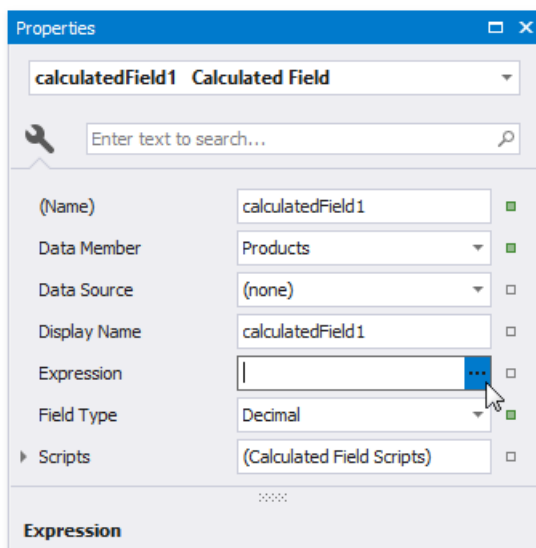 Properties
calculatedField1 Calculated Field
Enter text to search...
(Name) calculatedField1
Data Member Products
Data Source (none)
Display Name calculatedField1
Expression ...
Field Type Decimal
Scripts (Calculated Field Scripts)
Expression